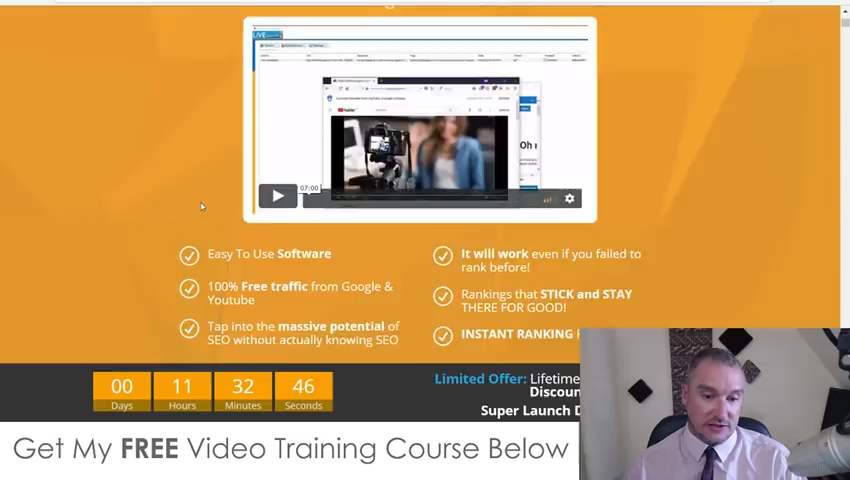 LIVE
YouTube
Oh
07:00
Easy To Use Software
100% Free traffic from Google &
Youtube
Tap into the massive potential of
SEO without actually knowing SEO
It will work even if you failed to
rank before!
Rankings that STICK and STAY
THERE FOR GOOD!
INSTANT RANKING
00
Days
11
Hours
32
Minutes
46
Seconds
Limited Offer: Lifetime
Discoun
Super Launch D
Get My FREE Video Training Course Below